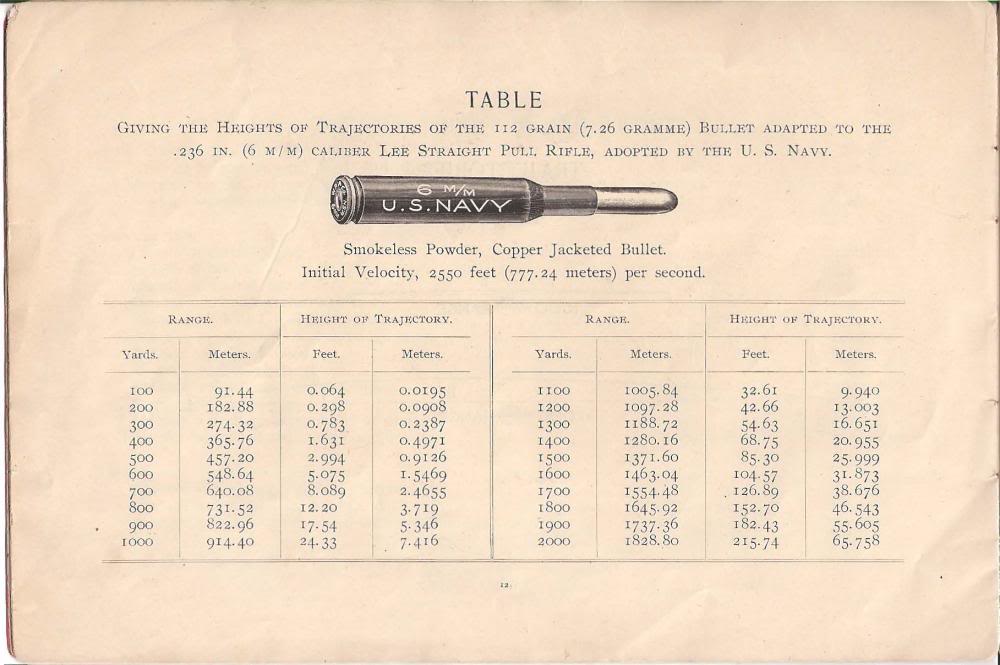 TABLE
GIVING THE HEIGHTS OF TRAJECTORIES OF THE 112 GRAIN (7.26 GRAMME) BULLET ADAPTED TO THE
.236 IN. (6 M/M) CALIBER LEE STRAIGHT PULL RIFLE, ADOPTED BY THE U. S. NAVY.
6 M/M
U.S.NAVY
Smokeless Powder, Copper Jacketed Bullet.
Initial Velocity, 2550 feet (777.24 meters) per second.
RANGE. HEIGHT OF TRAJECTORY. RANGE. HEIGHT OF TRAJECTORY.
Yards. Meters. Feet. Meters. Yards. Meters. Feet. Meters.
100 91.44 0.064 0.0195 1100 1005.84 32.61 9.940
200 182.88 0.298 0.0908 1200 1097.28 42.66 13.003
300 274.32 0.783 0.2387 1300 1188.72 54.63 16.651
400 365.76 1.631 0.4971 1400 1280.16 68.75 20.955
500 457.20 2.994 0.9126 1500 1371.60 85.30 25.999
600 548.64 5.075 1.5469 1600 1463.04 104.57 31.873
700 640.08 8.089 2.4655 1700 1554.48 126.89 38.676
800 731.52 12.20 3.719 1800 1645.92 152.70 46.543
900 822.96 17.54 5.346 1900 1737.36 182.43 55.605
1000 914.40 24.33 7.416 2000 1828.80 215.74 65.758
12